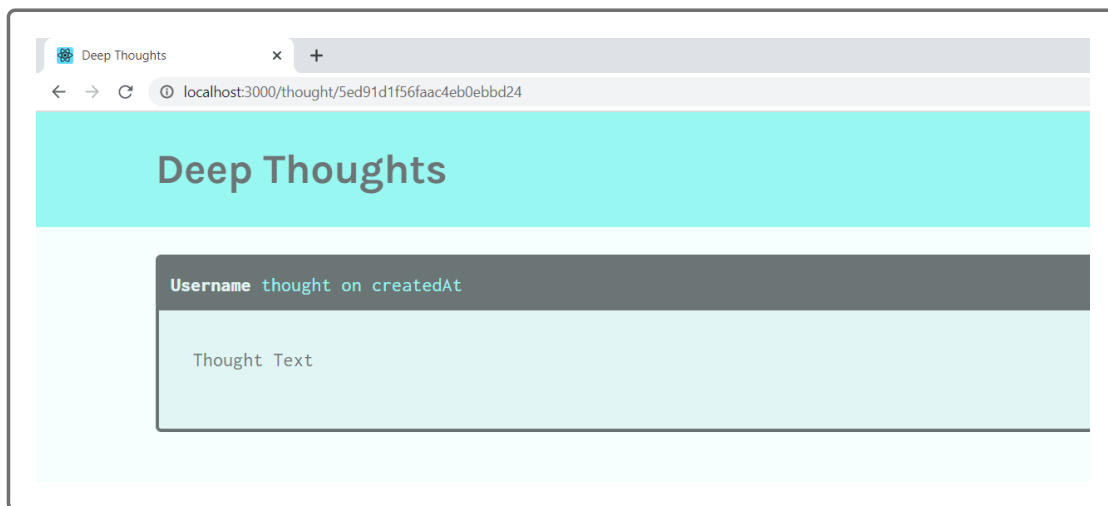 Deep Thoughts
localhost:3000/thought/5ed91d1f56faac4eb0ebbd24
Deep Thoughts
Username thought on createdAt
Thought Text